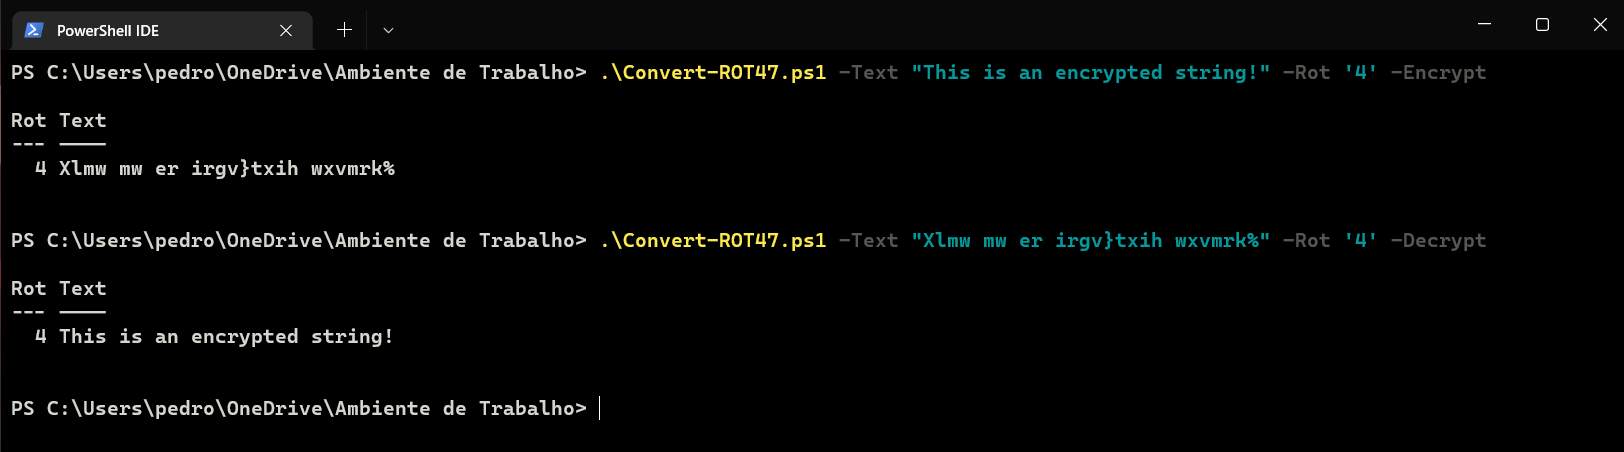 PowerShell IDE
PS C:\Users\pedro\OneDrive\Ambiente de Trabalho> .\Convert-ROT47.ps1 -Text "This is an encrypted string!" -Rot '4' -Encrypt
Rot Text
--- ----
4 Xlmw mw er irgv}txih wxvmrk%
PS C:\Users\pedro\OneDrive\Ambiente de Trabalho> .\Convert-ROT47.ps1 -Text "Xlmw mw er irgv}txih wxvmrk%" -Rot '4' -Decrypt
Rot Text
--- ----
4 This is an encrypted string!
PS C:\Users\pedro\OneDrive\Ambiente de Trabalho>